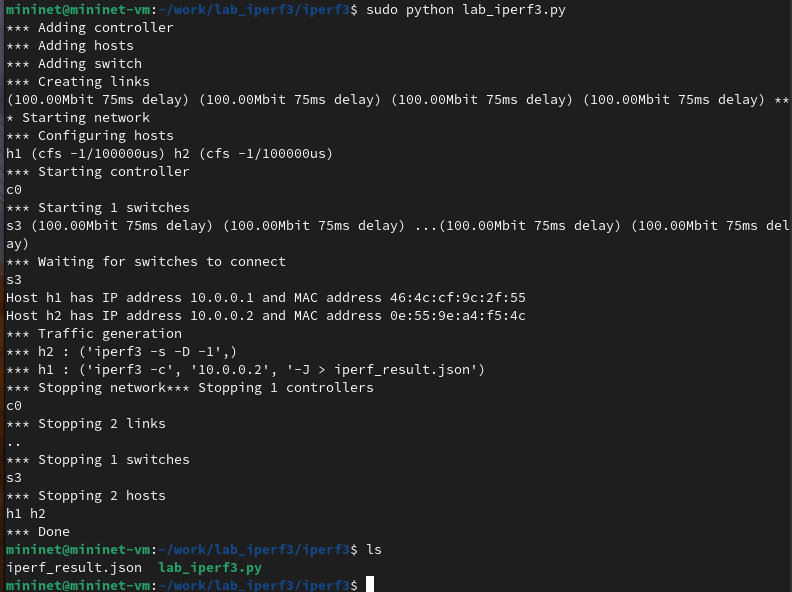 mininet@mininet-vm:~/work/lab_iperf3/iperf3$ sudo python lab_iperf3.py
*** Adding controller
*** Adding hosts
*** Adding switch
*** Creating links
(100.00Mbit 75ms delay) (100.00Mbit 75ms delay) (100.00Mbit 75ms delay) (100.00Mbit 75ms delay) **
* Starting network
*** Configuring hosts
h1 (cfs -1/100000us) h2 (cfs -1/100000us)
*** Starting controller
c0
*** Starting 1 switches
s3 (100.00Mbit 75ms delay) (100.00Mbit 75ms delay) ...(100.00Mbit 75ms delay) (100.00Mbit 75ms del
ay)
*** Waiting for switches to connect
s3
Host h1 has IP address 10.0.0.1 and MAC address 46:4c:cf:9c:2f:55
Host h2 has IP address 10.0.0.2 and MAC address 0e:55:9e:a4:f5:4c
*** Traffic generation
*** h2 : ('iperf3 -s -D -1',)
*** h1 : ('iperf3 -c', '10.0.0.2', '-J > iperf_result.json')
*** Stopping network*** Stopping 1 controllers
c0
*** Stopping 2 links
..
*** Stopping 1 switches
s3
*** Stopping 2 hosts
h1 h2
*** Done
mininet@mininet-vm:~/work/lab_iperf3/iperf3$ ls
iperf_result.json  lab_iperf3.py
mininet@mininet-vm:~/work/lab_iperf3/iperf3$